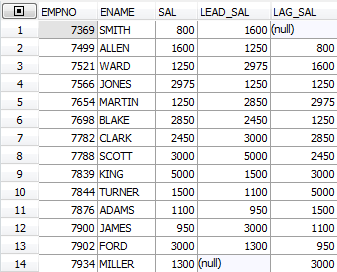 EMPNO ENAME SAL LEAD_SAL LAG_SAL
1 7369 SMITH 800 1600 (null)
2 7499 ALLEN 1600 1250 800
3 7521 WARD 1250 2975 1600
4 7566 JONES 2975 1250 1250
5 7654 MARTIN 1250 2850 2975
6 7698 BLAKE 2850 2450 1250
7 7782 CLARK 2450 3000 2850
8 7788 SCOTT 3000 5000 2450
9 7839 KING 5000 1500 3000
10 7844 TURNER 1500 1100 5000
11 7876 ADAMS 1100 950 1500
12 7900 JAMES 950 3000 1100
13 7902 FORD 3000 1300 950
14 7934 MILLER 1300 (null) 3000